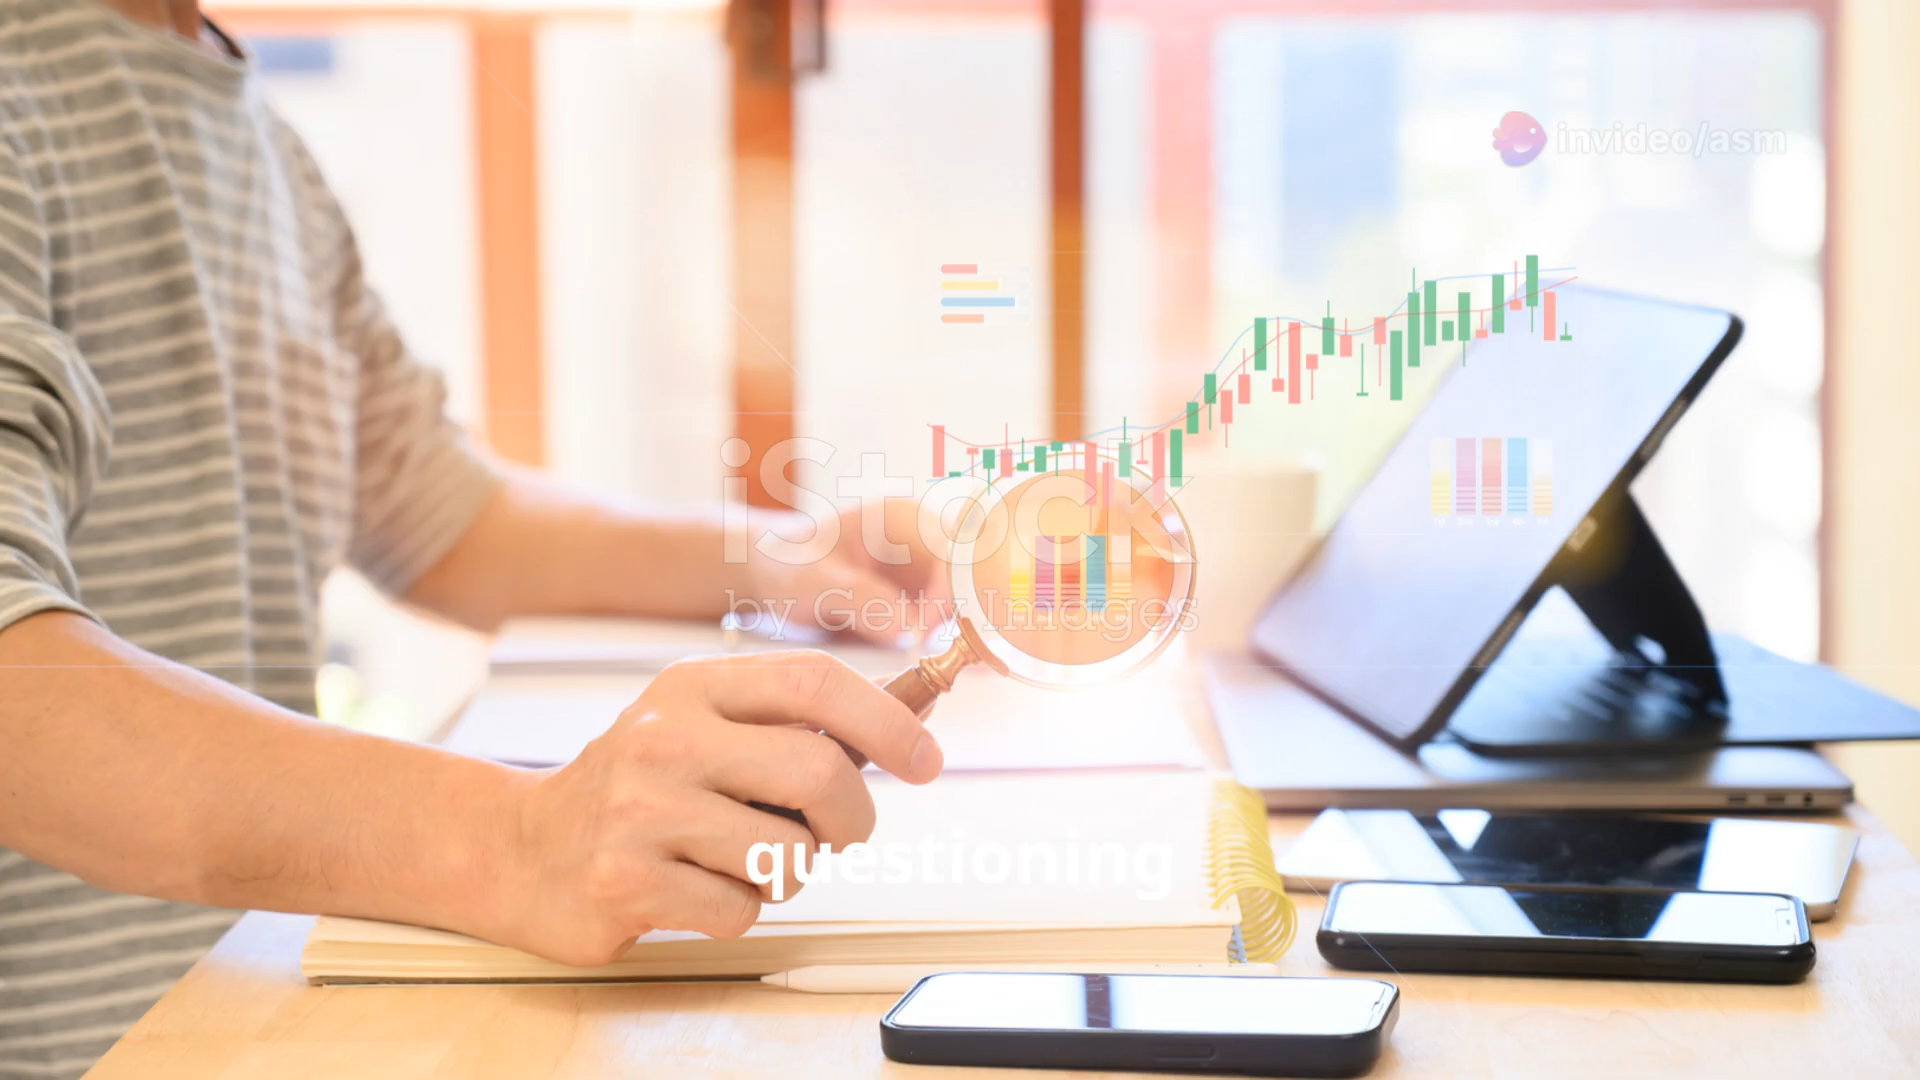 invideo/asm
iStock
by Getty Images
questioning